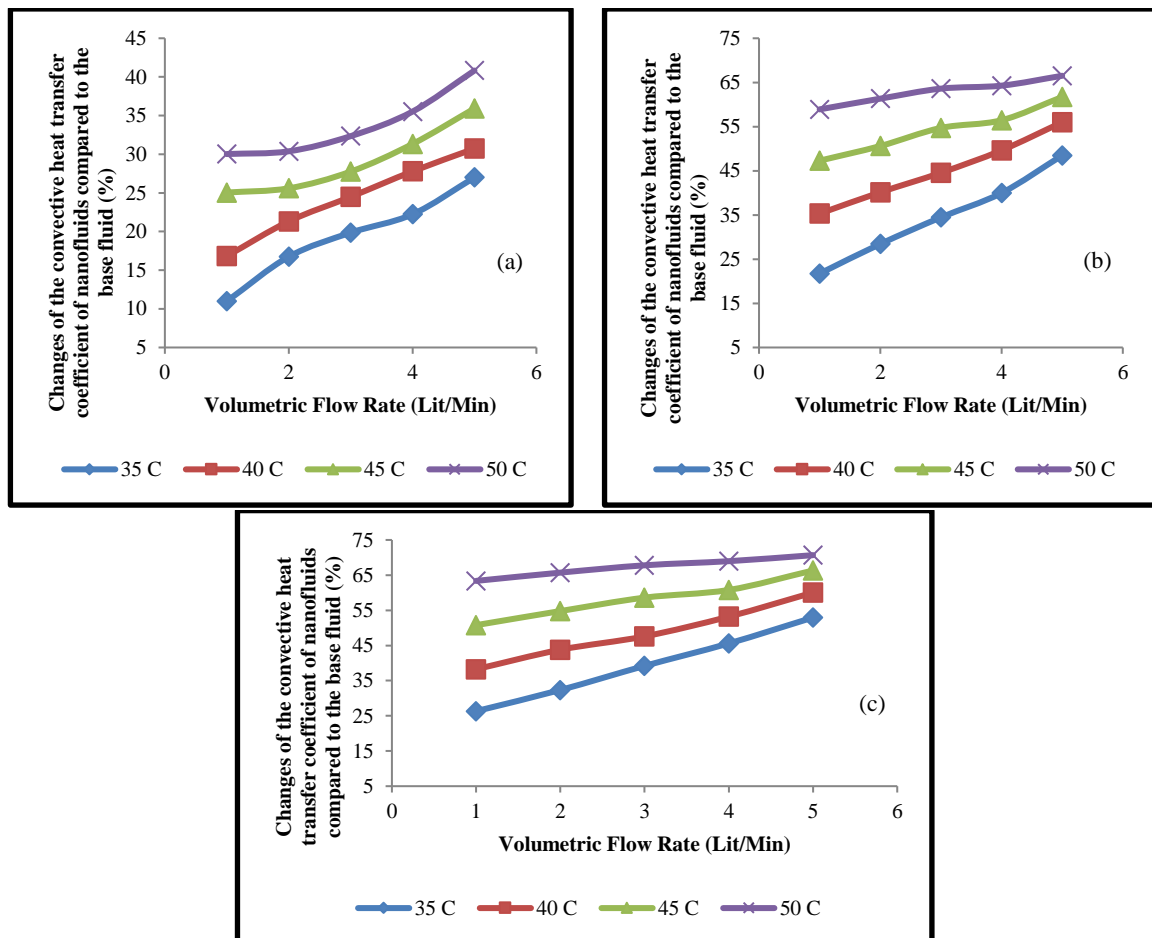 Changes of the convective heat transfer
coefficient of nanofluids compared to the
base fluid (%)
45
40
35
30
25
20
15
10
5
0
2
4
6
(a)
Volumetric Flow Rate (Lit/Min)
35 C
40 C
45 C
50 C
Changes of the convective heat transfer
coefficient of nanofluids compared to the
base fluid (%)
75
65
55
45
35
25
15
5
0
2
4
6
(b)
Volumetric Flow Rate (Lit/Min)
35 C
40 C
45 C
50 C
Changes of the convective heat
transfer coefficient of nanofluids
compared to the base fluid (%)
75
65
55
45
35
25
15
5
0
1
2
3
4
5
6
(c)
Volumetric Flow Rate (Lit/Min)
35 C
40 C
45 C
50 C